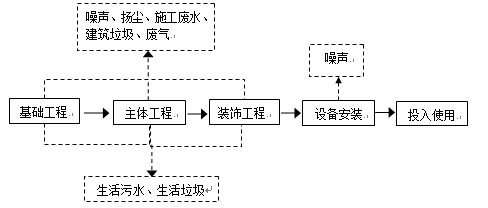 噪声、扬尘、施工废水、
建筑垃圾、废气
噪声
基础工程
主体工程
装饰工程
设备安装
投入使用
生活污水、生活垃圾